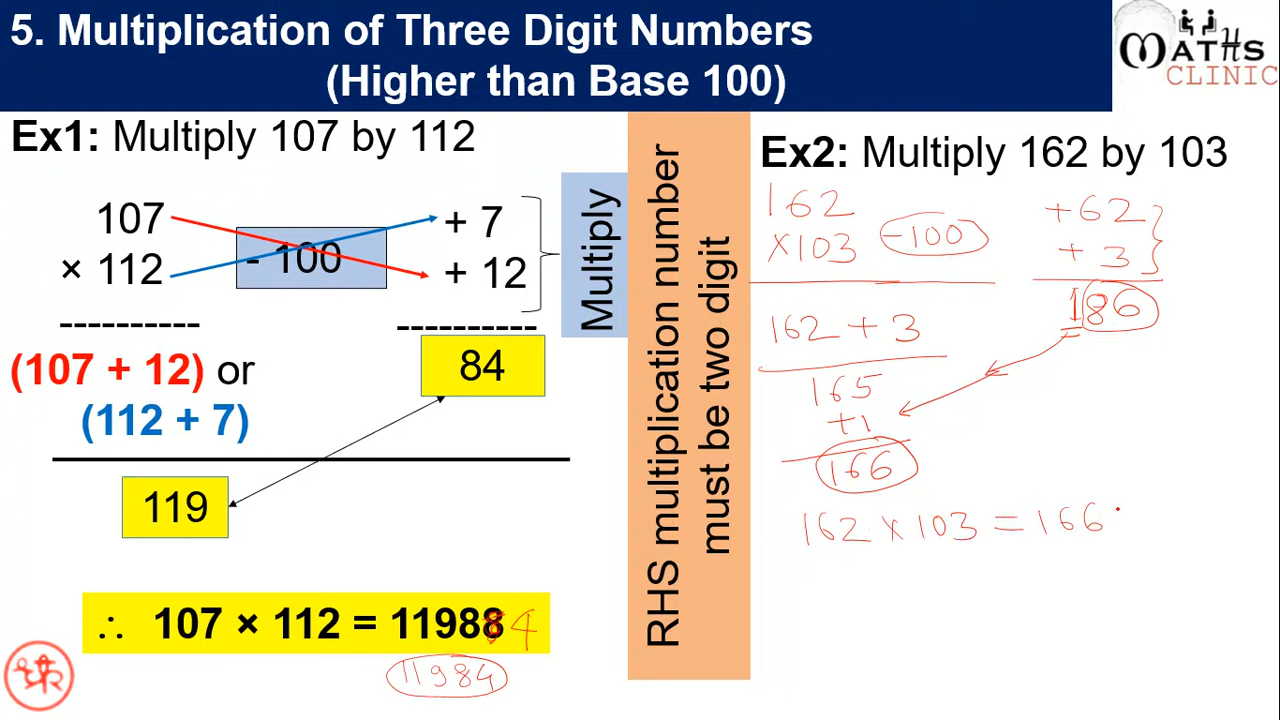 5. Multiplication of Three Digit Numbers
(Higher than Base 100)
MATHS
CLINIC
Ex1: Multiply 107 by 112
107
× 112
- 100
+ 7
+ 12
----------
----------
(107 + 12) or
(112 + 7)
84
119
∴ 107 × 112 = 11988 4
11984
Multiply
RHS multiplication number
must be two digit
Ex2: Multiply 162 by 103
162
×103
-100
+62
+ 3
186
162 + 3
165
+1
166
162 × 103 = 166